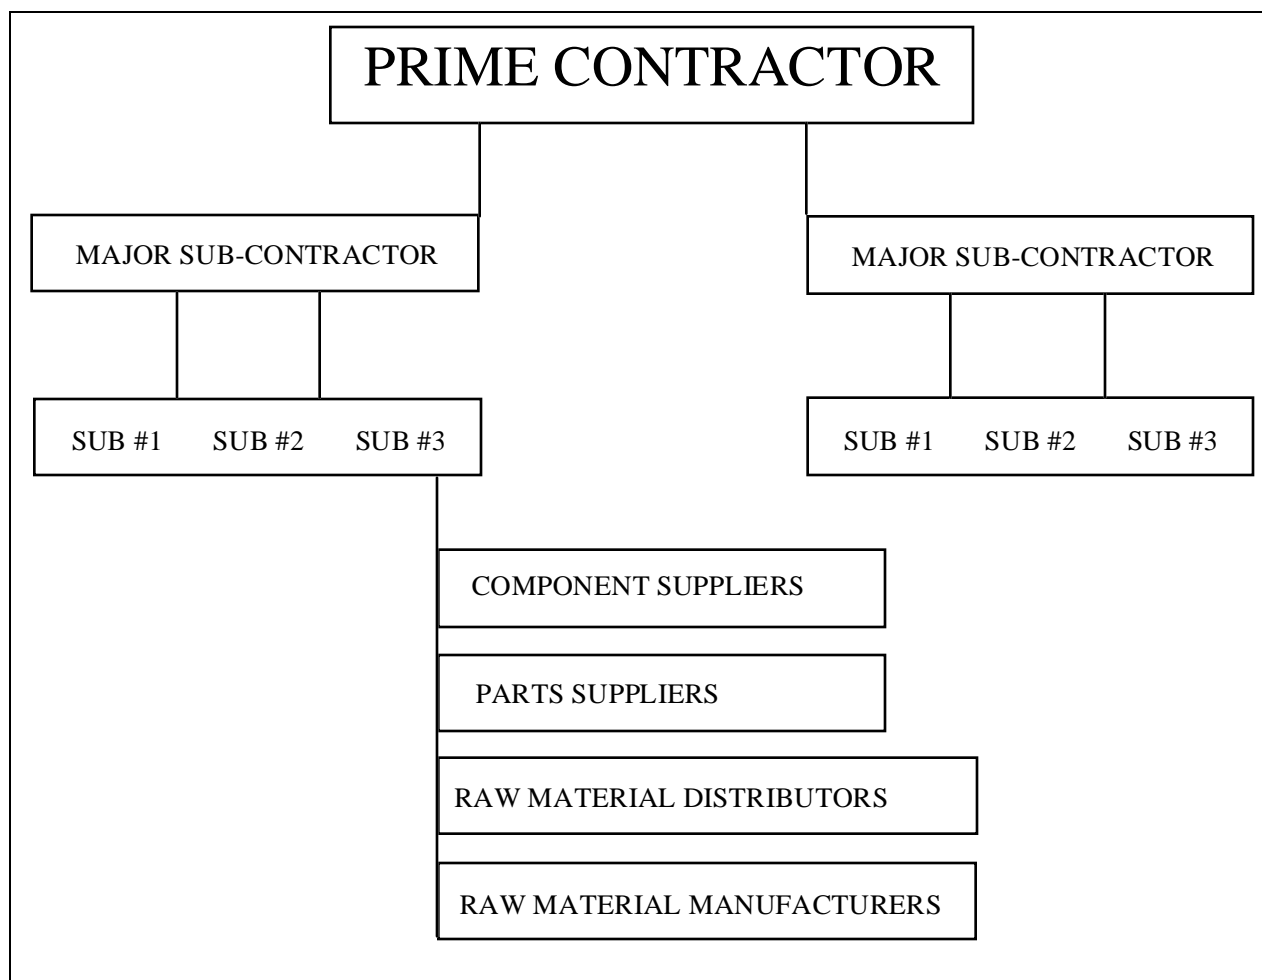 PRIME CONTRACTOR
MAJOR SUB-CONTRACTOR
MAJOR SUB-CONTRACTOR
SUB #1 SUB #2 SUB #3
SUB #1 SUB #2 SUB #3
COMPONENT SUPPLIERS
PARTS SUPPLIERS
RAW MATERIAL DISTRIBUTORS
RAW MATERIAL MANUFACTURERS